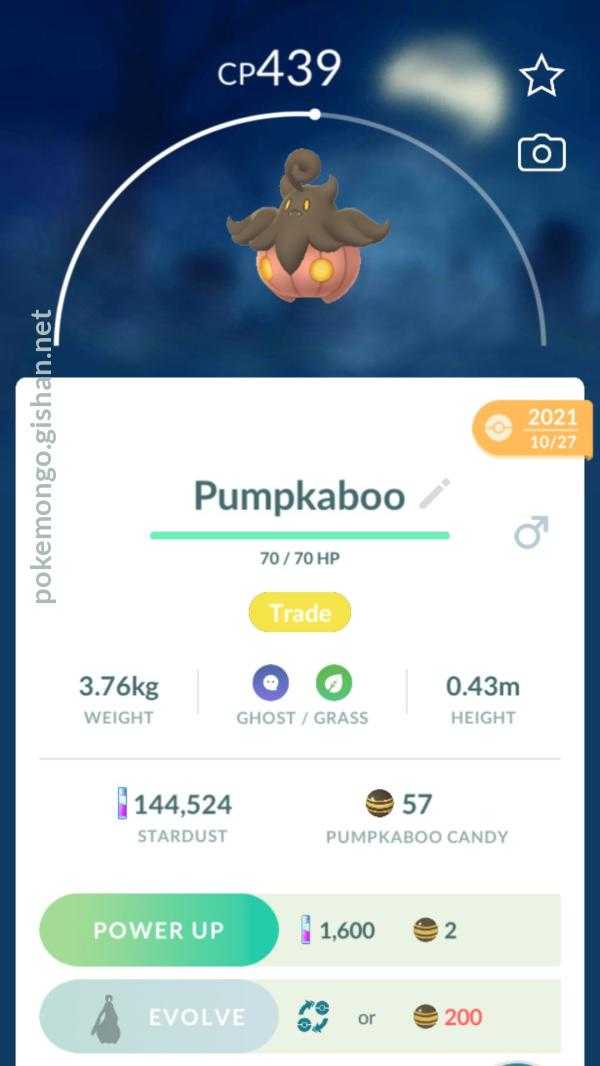 CP439
pokemongo.gishan.net
2021
10/27
Pumpkaboo
70 / 70 HP
Trade
3.76kg
WEIGHT
GHOST / GRASS
0.43m
HEIGHT
144,524
STARDUST
57
PUMPKABOO CANDY
POWER UP 1,600 2
EVOLVE or 200